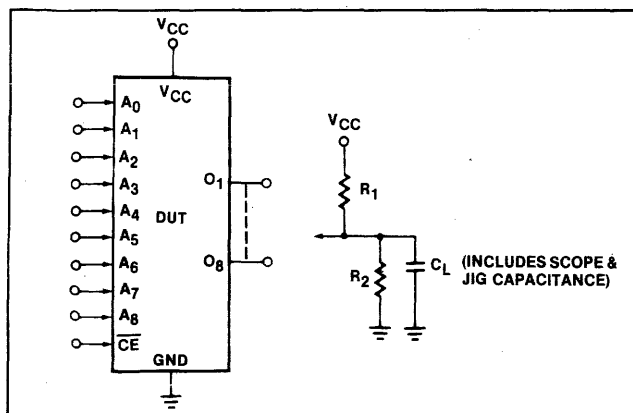 VCC
VCC
A0
A1
A2
A3
A4
A5
A6
A7
A8
CE
DUT
O1
O8
GND
VCC
R1
R2
CL
(INCLUDES SCOPE &
JIG CAPACITANCE)